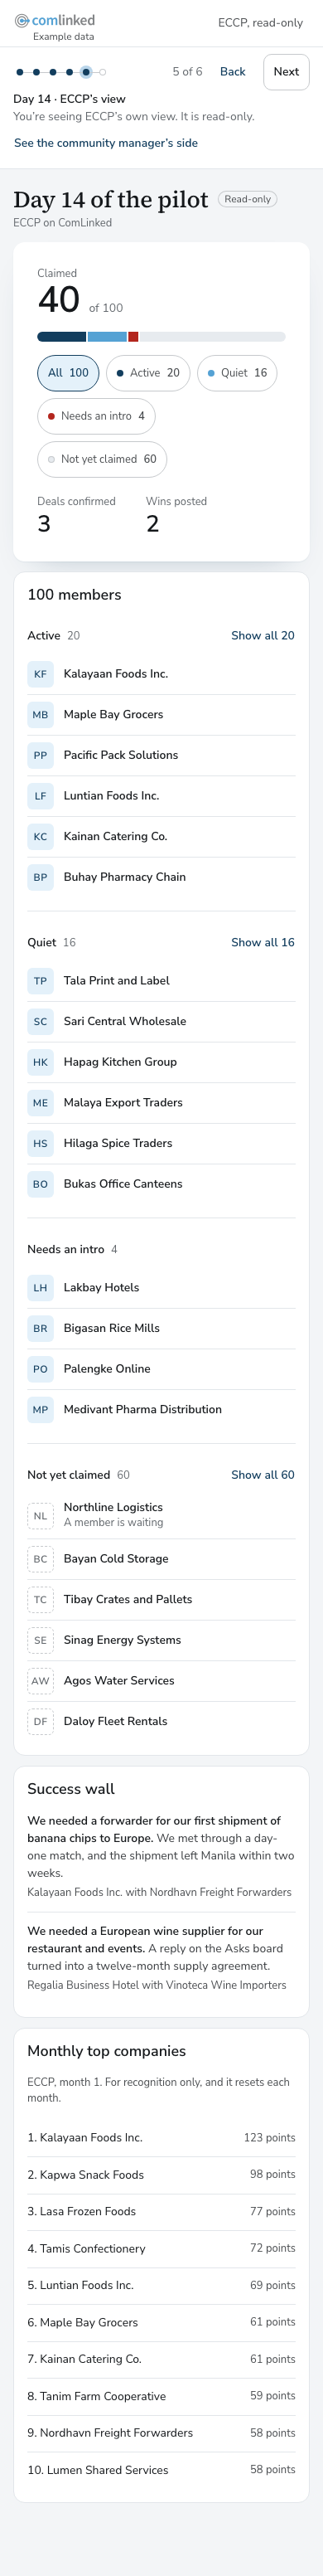 comlinked
ECCP, read-only
Example data
5 of 6
Back
Next
Day 14 · ECCP’s view
You’re seeing ECCP’s own view. It is read-only.
See the community manager’s side
Day 14 of the pilot
Read-only
ECCP on ComLinked
Claimed
40 of 100
All 100
Active 20
Quiet 16
Needs an intro 4
Not yet claimed 60
Deals confirmed
Wins posted
3
2
100 members
Active 20
Show all 20
KF Kalayaan Foods Inc.
MB Maple Bay Grocers
PP Pacific Pack Solutions
LF Luntian Foods Inc.
KC Kainan Catering Co.
BP Buhay Pharmacy Chain
Quiet 16
Show all 16
TP Tala Print and Label
SC Sari Central Wholesale
HK Hapag Kitchen Group
ME Malaya Export Traders
HS Hilaga Spice Traders
BO Bukas Office Canteens
Needs an intro 4
LH Lakbay Hotels
BR Bigasan Rice Mills
PO Palengke Online
MP Medivant Pharma Distribution
Not yet claimed 60
Show all 60
NL Northline Logistics
A member is waiting
BC Bayan Cold Storage
TC Tibay Crates and Pallets
SE Sinag Energy Systems
AW Agos Water Services
DF Daloy Fleet Rentals
Success wall
We needed a forwarder for our first shipment of
banana chips to Europe. We met through a day-
one match, and the shipment left Manila within two
weeks.
Kalayaan Foods Inc. with Nordhavn Freight Forwarders
We needed a European wine supplier for our
restaurant and events. A reply on the Asks board
turned into a twelve-month supply agreement.
Regalia Business Hotel with Vinoteca Wine Importers
Monthly top companies
ECCP, month 1. For recognition only, and it resets each
month.
1. Kalayaan Foods Inc. 123 points
2. Kapwa Snack Foods 98 points
3. Lasa Frozen Foods 77 points
4. Tamis Confectionery 72 points
5. Luntian Foods Inc. 69 points
6. Maple Bay Grocers 61 points
7. Kainan Catering Co. 61 points
8. Tanim Farm Cooperative 59 points
9. Nordhavn Freight Forwarders 58 points
10. Lumen Shared Services 58 points